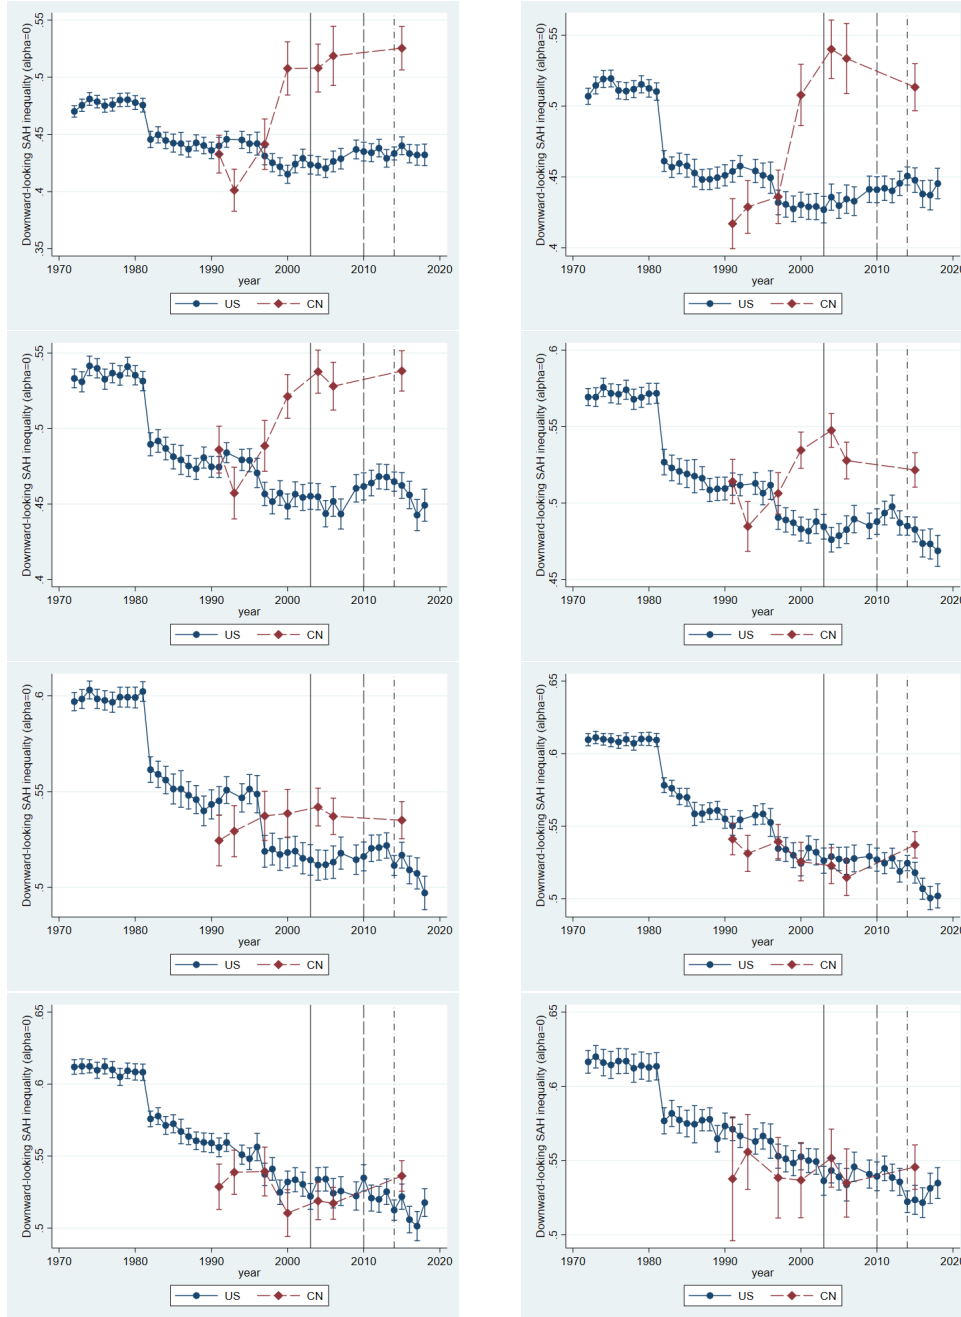 Downward-looking SAH inequality (alpha=0)
.55
.5
.45
.4
.35
1970 1980 1990 2000 2010 2020
year
US CN
Downward-looking SAH inequality (alpha=0)
.55
.5
.45
.4
1970 1980 1990 2000 2010 2020
year
US CN
Downward-looking SAH inequality (alpha=0)
.55
.5
.45
.4
1970 1980 1990 2000 2010 2020
year
US CN
Downward-looking SAH inequality (alpha=0)
.6
.55
.5
.45
1970 1980 1990 2000 2010 2020
year
US CN
Downward-looking SAH inequality (alpha=0)
.6
.55
.5
1970 1980 1990 2000 2010 2020
year
US CN
Downward-looking SAH inequality (alpha=0)
.65
.6
.55
.5
1970 1980 1990 2000 2010 2020
year
US CN
Downward-looking SAH inequality (alpha=0)
.65
.6
.55
.5
1970 1980 1990 2000 2010 2020
year
US CN
Downward-looking SAH inequality (alpha=0)
.65
.6
.55
.5
1970 1980 1990 2000 2010 2020
year
US CN